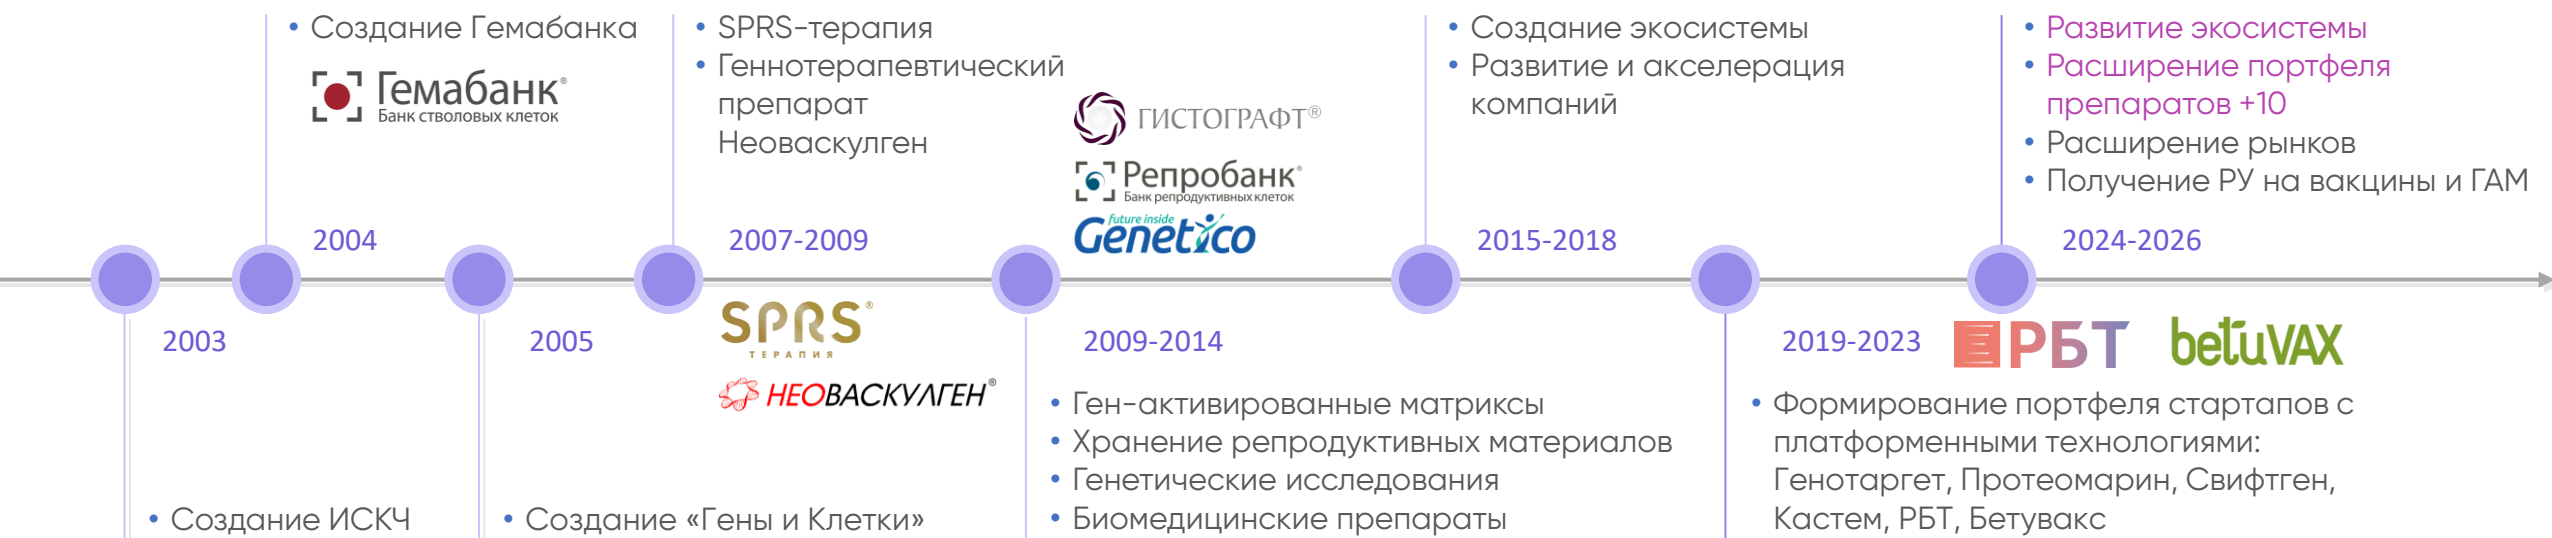 • Создание Гемабанка
Гемабанк®
Банк стволовых клеток
2004
• SPRS-терапия
• Геннотерапевтический
препарат
Неоваскулген
2007-2009
ГИСТОГРАФТ®
Репробанк®
Банк репродуктивных клеток
future inside
Genetico
• Создание экосистемы
• Развитие и акселерация
компаний
2015-2018
• Развитие экосистемы
• Расширение портфеля
препаратов +10
• Расширение рынков
• Получение РУ на вакцины и ГАМ
2024-2026
2003
• Создание ИСКЧ
2005
• Создание «Гены и Клетки»
SPRS®
ТЕРАПИЯ
НЕОВАСКУЛГЕН®
2009-2014
• Ген-активированные матриксы
• Хранение репродуктивных материалов
• Генетические исследования
• Биомедицинские препараты
2019-2023
РБТ
betuVAX
• Формирование портфеля стартапов с
платформенными технологиями:
Генотаргет, Протеомарин, Свифтген,
Кастем, РБТ, Бетувакс